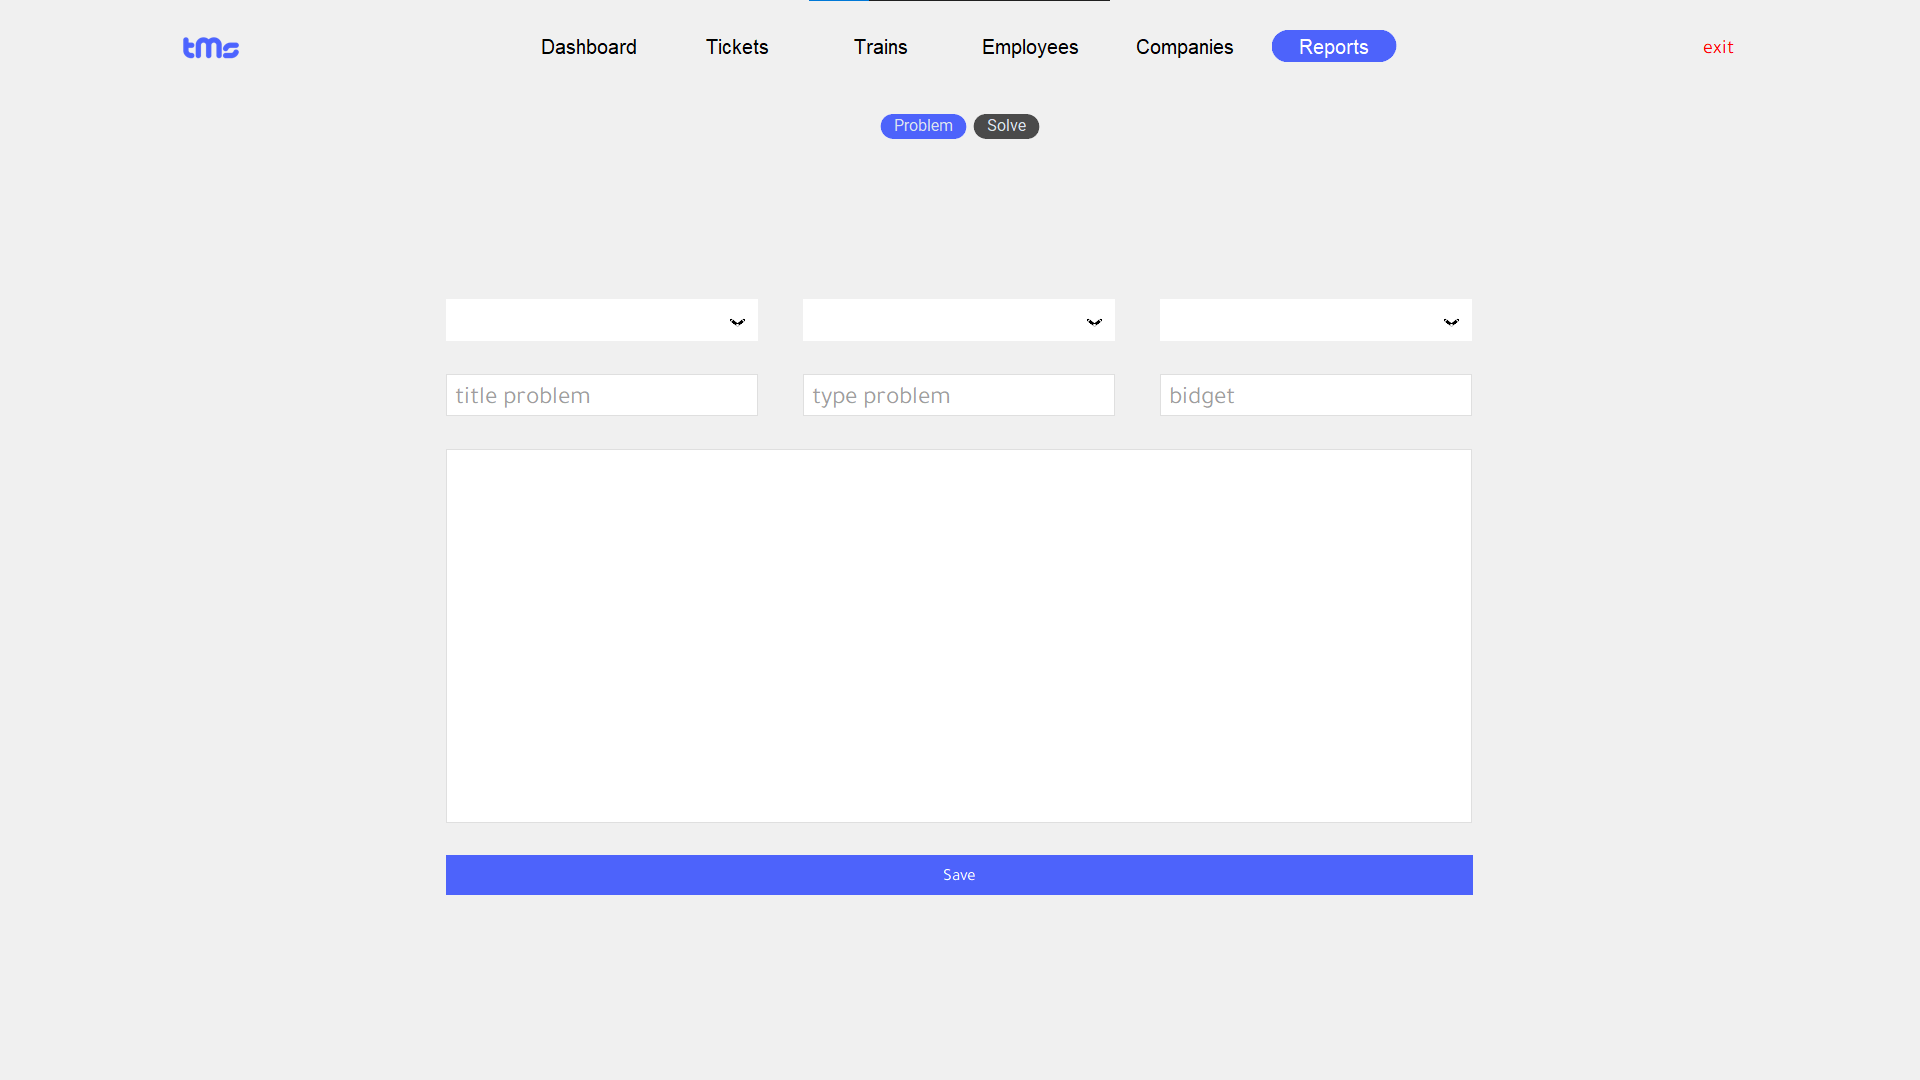 tms
Dashboard Tickets Trains Employees Companies Reports exit
Problem Solve
title problem type problem bidget
Save